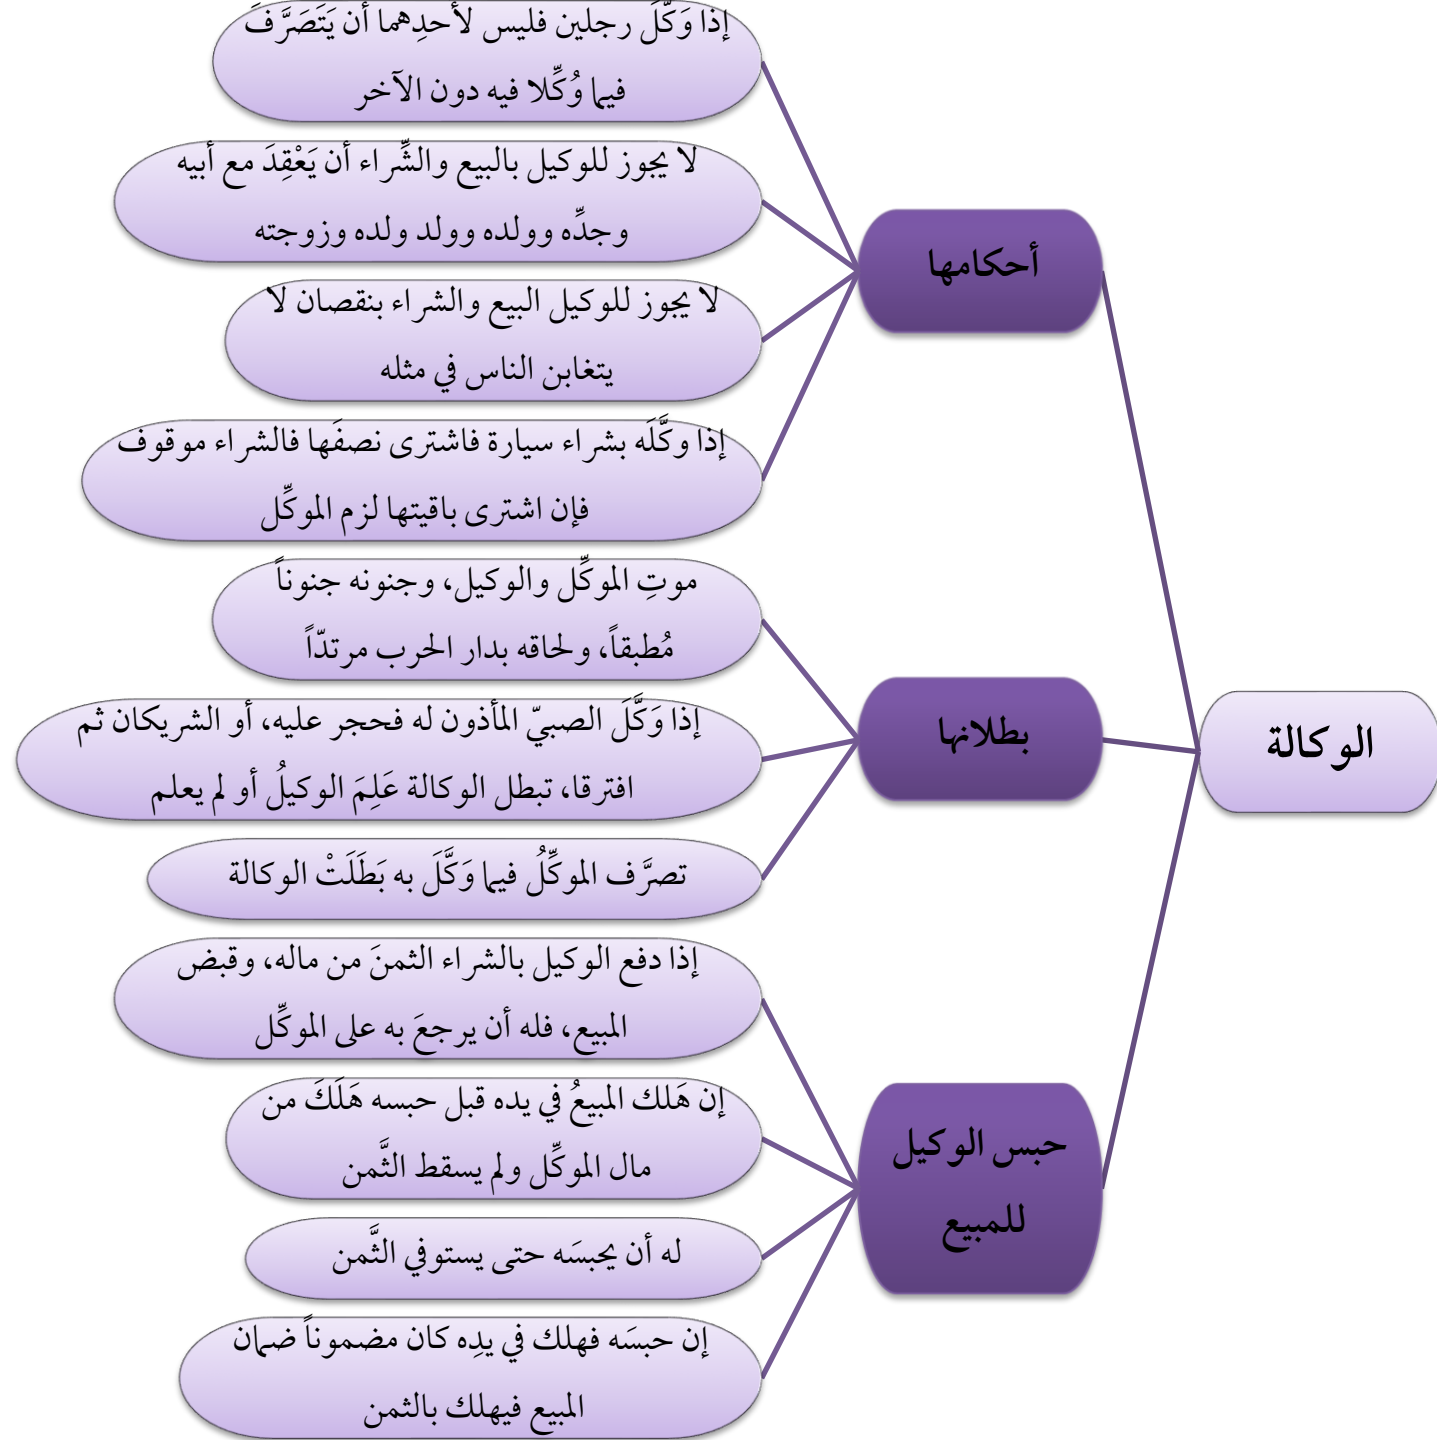 الوكالة
أحكامها
إذا وَكَّلَ رجلين فليس لأحدِهما أن يَتَصَرَّفَ
فيما وُكِّلا فيه دون الآخر
لا يجوز للوكيل بالبيع والشِّراء أن يَعْقِدَ مع أبيه
وجدِّه وولده وولد ولده وزوجته
لا يجوز للوكيل البيع والشراء بنقصان لا
يتغابن الناس في مثله
إذا وكَّلَه بشراء سيارة فاشترى نصفَها فالشراء موقوف
فإن اشترى باقيتها لزم الموكِّل
بطلانها
موتِ الموكِّل والوكيل، وجنونه جنوناً
مُطبقاً، ولحاقه بدار الحرب مرتدّاً
إذا وَكَّلَ الصبيّ المأذون له فحجر عليه، أو الشريكان ثم
افترقا، تبطل الوكالة عَلِمَ الوكيلُ أو لم يعلم
تصرَّف الموكِّلُ فيما وَكَّلَ به بَطَلَتْ الوكالة
حبس الوكيل
للمبيع
إذا دفع الوكيل بالشراء الثمنَ من ماله، وقبض
المبيع، فله أن يرجعَ به على الموكِّل
إن هَلك المبيعُ في يده قبل حبسه هَلَكَ من
مال الموكِّل ولم يسقط الثَّمن
له أن يحبسَه حتى يستوفي الثَّمن
إن حبسَه فهلك في يدِه كان مضموناً ضمان
المبيع فيهلك بالثمن